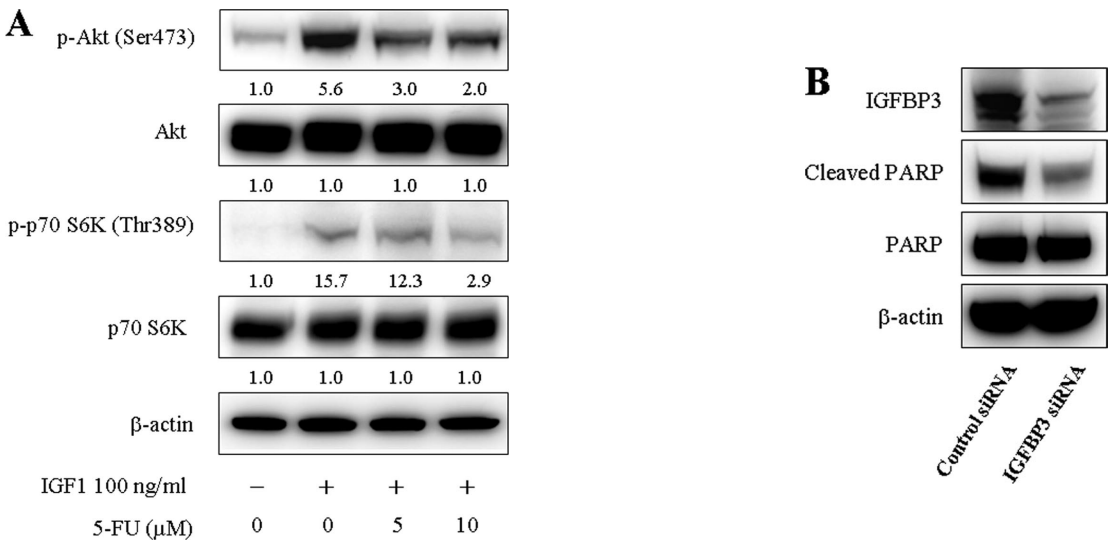 A
p-Akt (Ser473)
1.0 5.6 3.0 2.0
Akt
1.0 1.0 1.0 1.0
p-p70 S6K (Thr389)
1.0 15.7 12.3 2.9
p70 S6K
1.0 1.0 1.0 1.0
β-actin
IGF1 100 ng/ml − + + +
5-FU (μM) 0 0 5 10
B
IGFBP3
Cleaved PARP
PARP
β-actin
Control siRNA
IGFBP3 siRNA